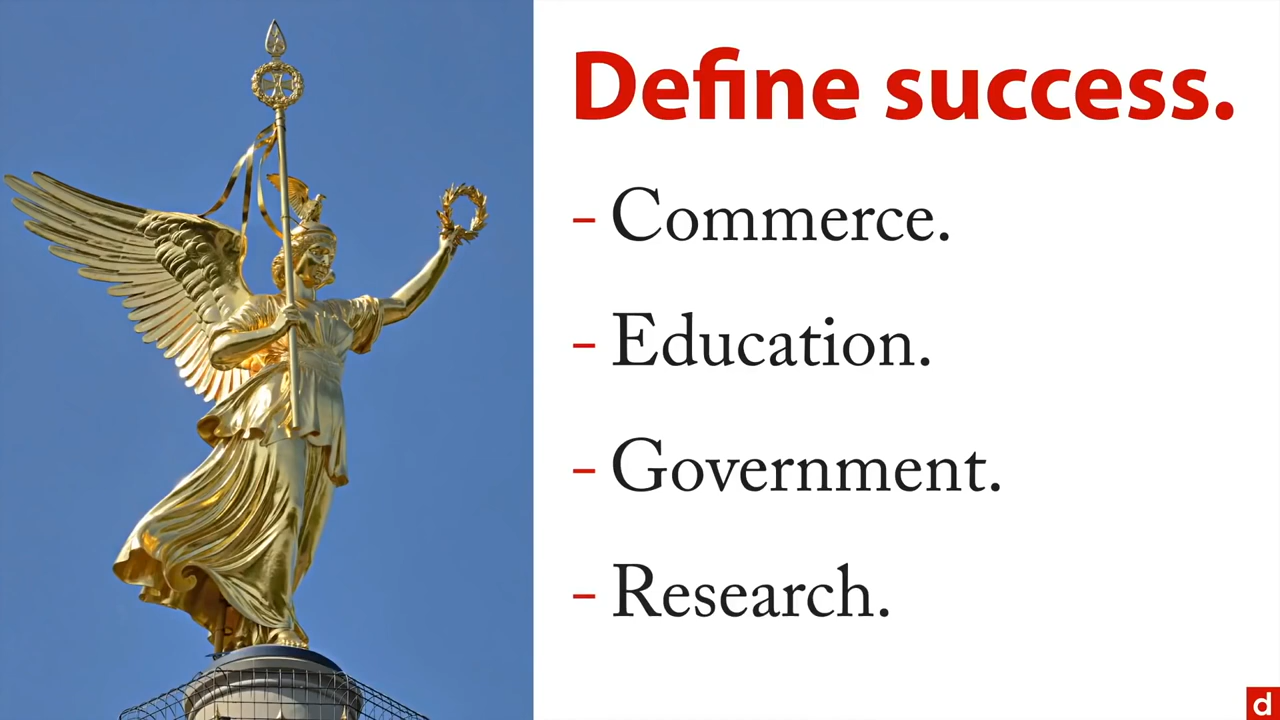 Define success.
- Commerce.
- Education.
- Government.
- Research.
d